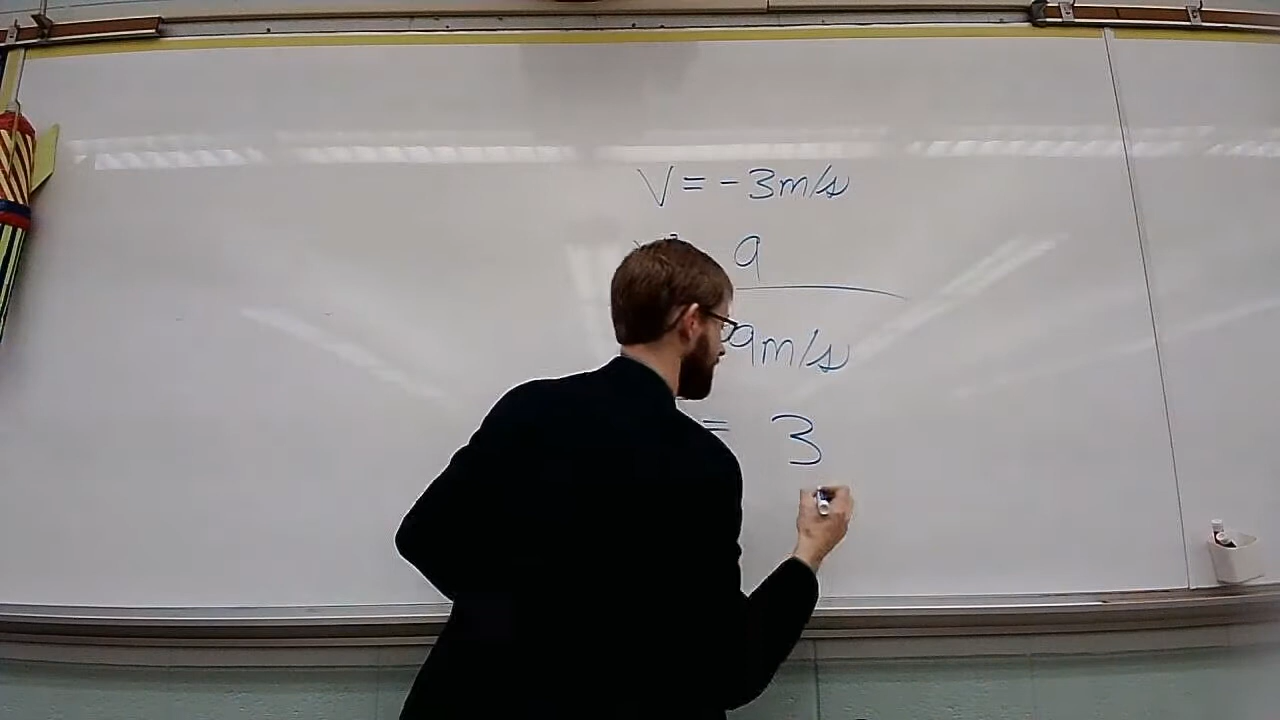 V = -3m/s
9
9m/s
= 3